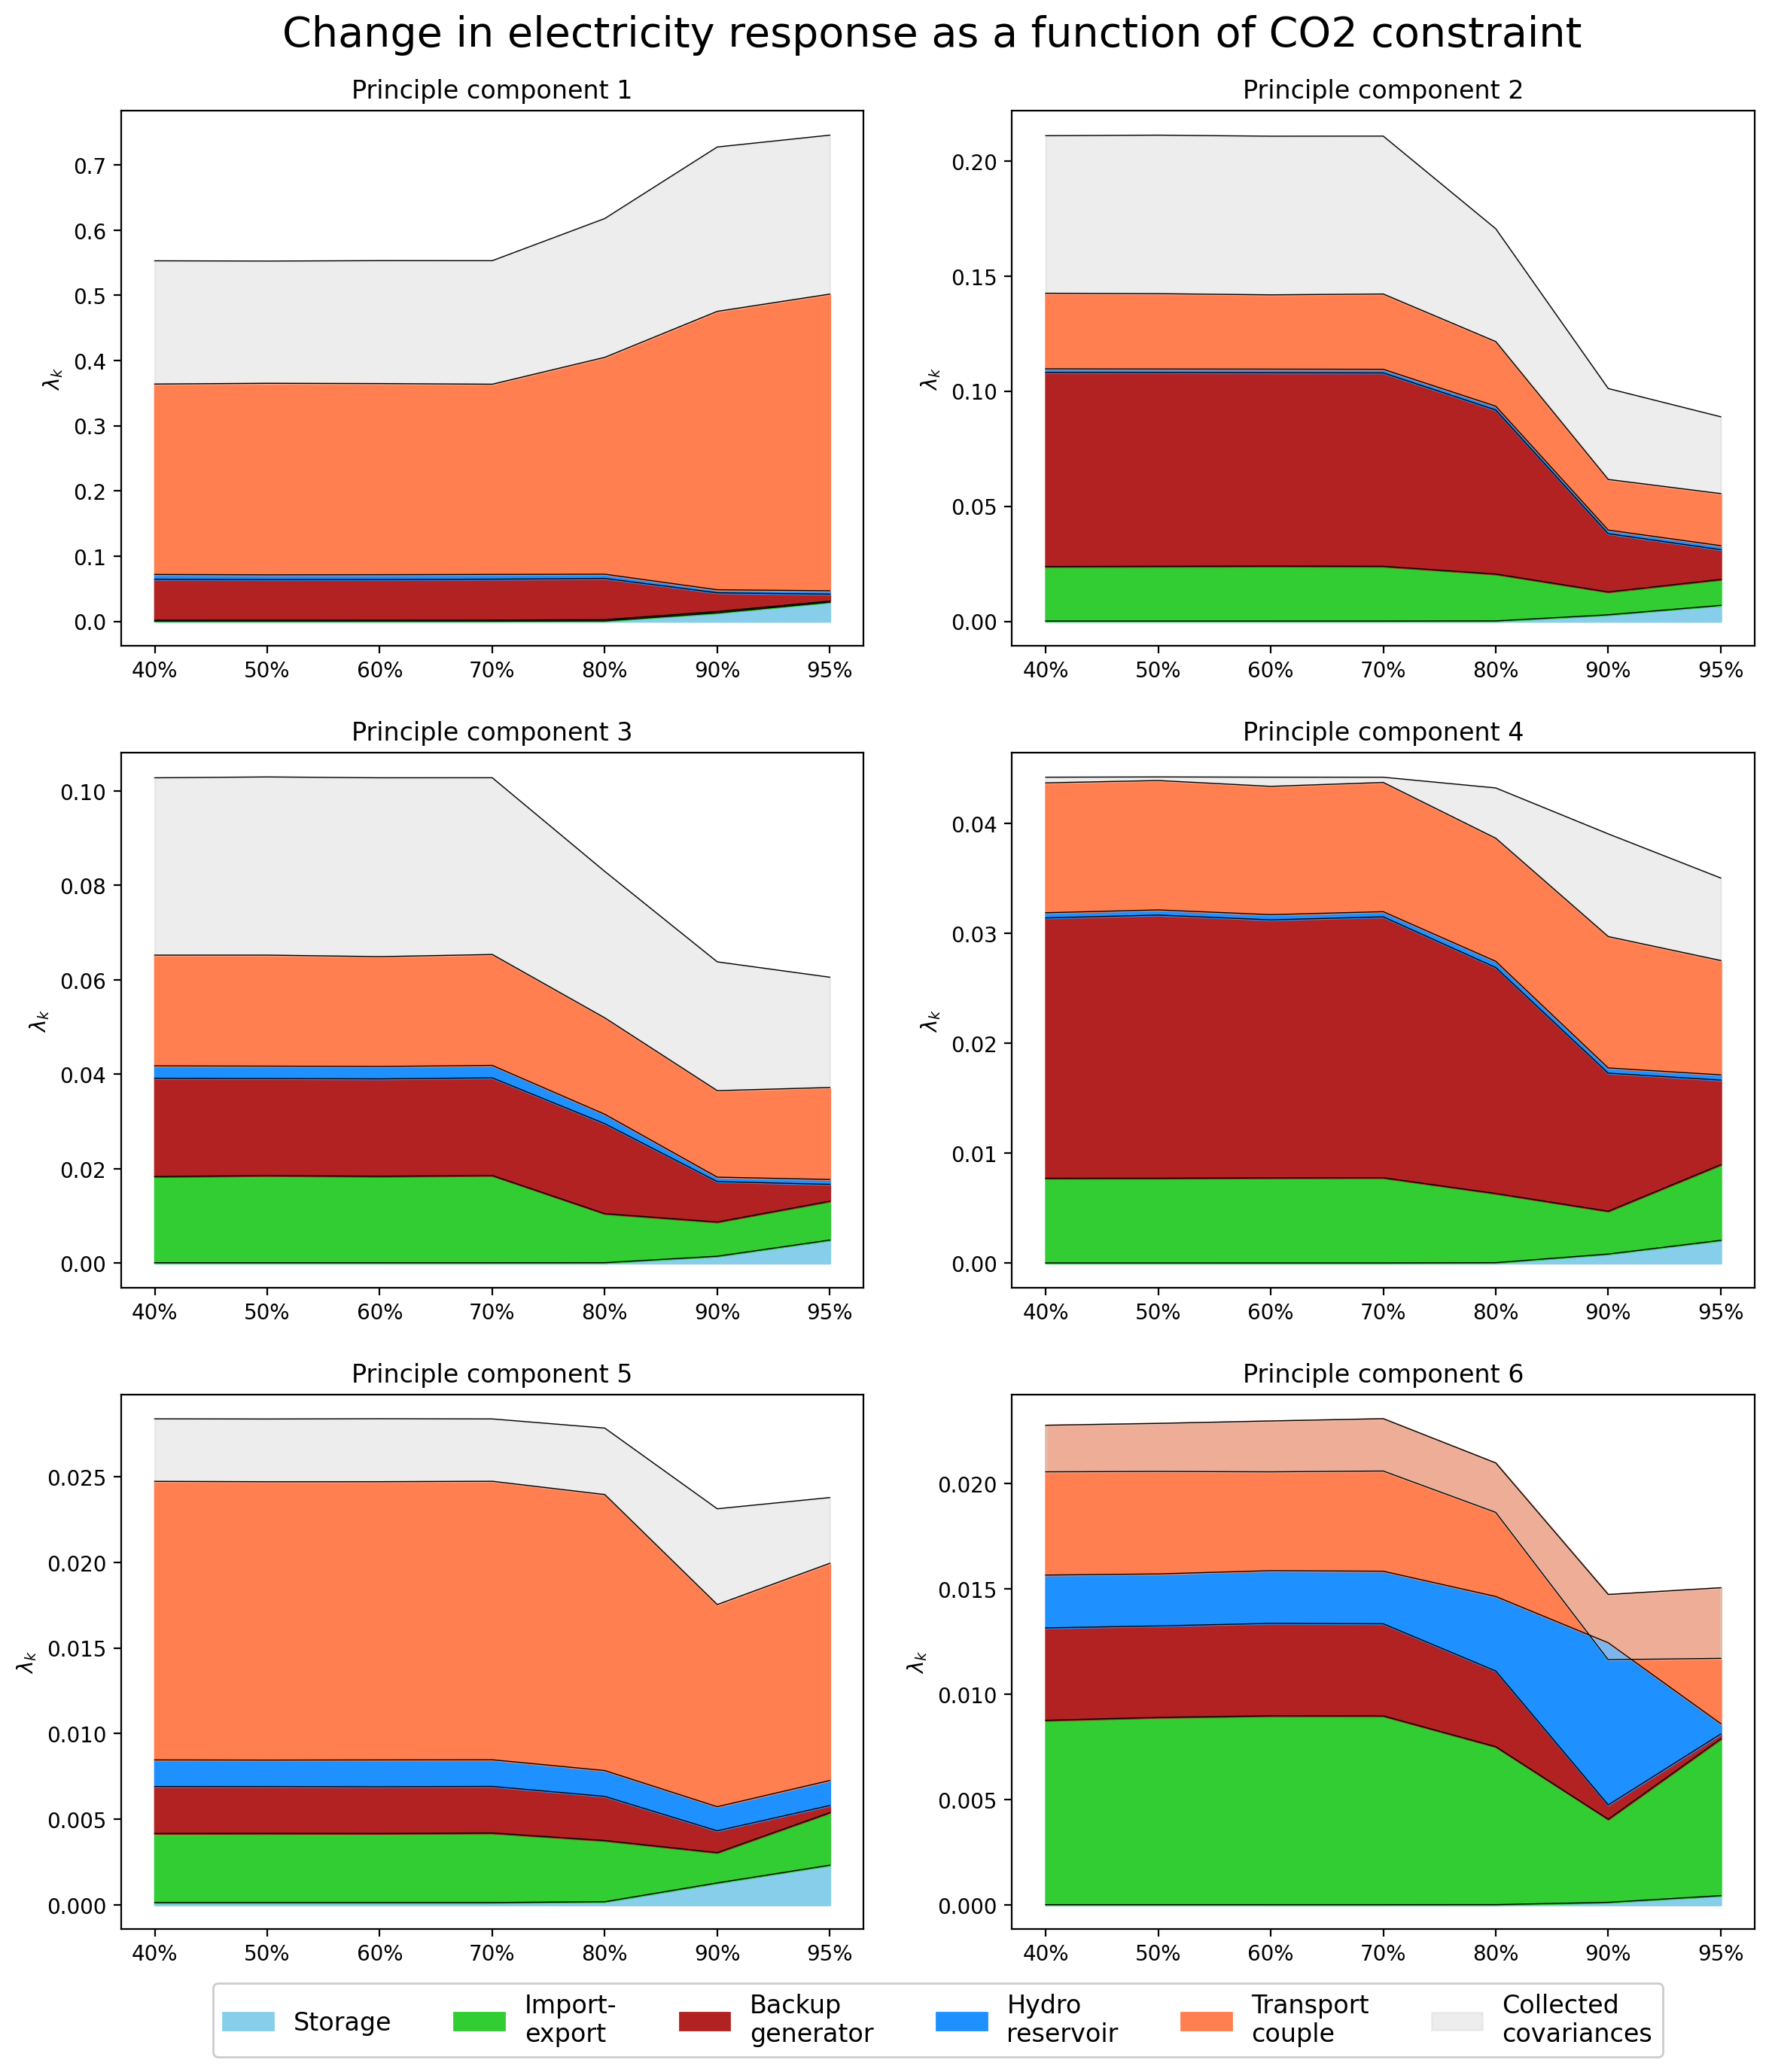 Change in electricity response as a function of CO2 constraint
Principle component 1
0.7
0.6
0.5
0.4
0.3
0.2
0.1
0.0
λk
40% 50% 60% 70% 80% 90% 95%
Principle component 2
0.20
0.15
0.10
0.05
0.00
λk
40% 50% 60% 70% 80% 90% 95%
Principle component 3
0.10
0.08
0.06
0.04
0.02
0.00
λk
40% 50% 60% 70% 80% 90% 95%
Principle component 4
0.04
0.03
0.02
0.01
0.00
λk
40% 50% 60% 70% 80% 90% 95%
Principle component 5
0.025
0.020
0.015
0.010
0.005
0.000
λk
40% 50% 60% 70% 80% 90% 95%
Principle component 6
0.020
0.015
0.010
0.005
0.000
λk
40% 50% 60% 70% 80% 90% 95%
Storage
Import-
export
Backup
generator
Hydro
reservoir
Transport
couple
Collected
covariances